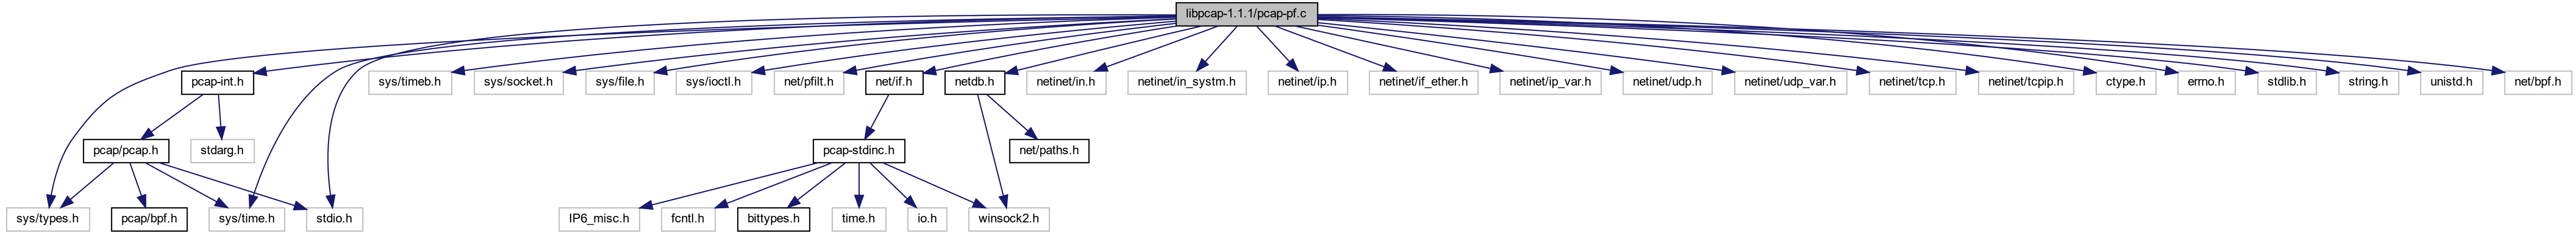 libpcap-1.1.1/pcap-pf.c
pcap-int.h
sys/timeb.h
sys/socket.h
sys/file.h
sys/ioctl.h
net/pfilt.h
net/if.h
netdb.h
netinet/in.h
netinet/in_systm.h
netinet/ip.h
netinet/if_ether.h
netinet/ip_var.h
netinet/udp.h
netinet/udp_var.h
netinet/tcp.h
netinet/tcpip.h
ctype.h
errno.h
stdlib.h
string.h
unistd.h
net/bpf.h
pcap/pcap.h
stdarg.h
pcap-stdinc.h
net/paths.h
sys/types.h
pcap/bpf.h
sys/time.h
stdio.h
IP6_misc.h
fcntl.h
bittypes.h
time.h
io.h
winsock2.h